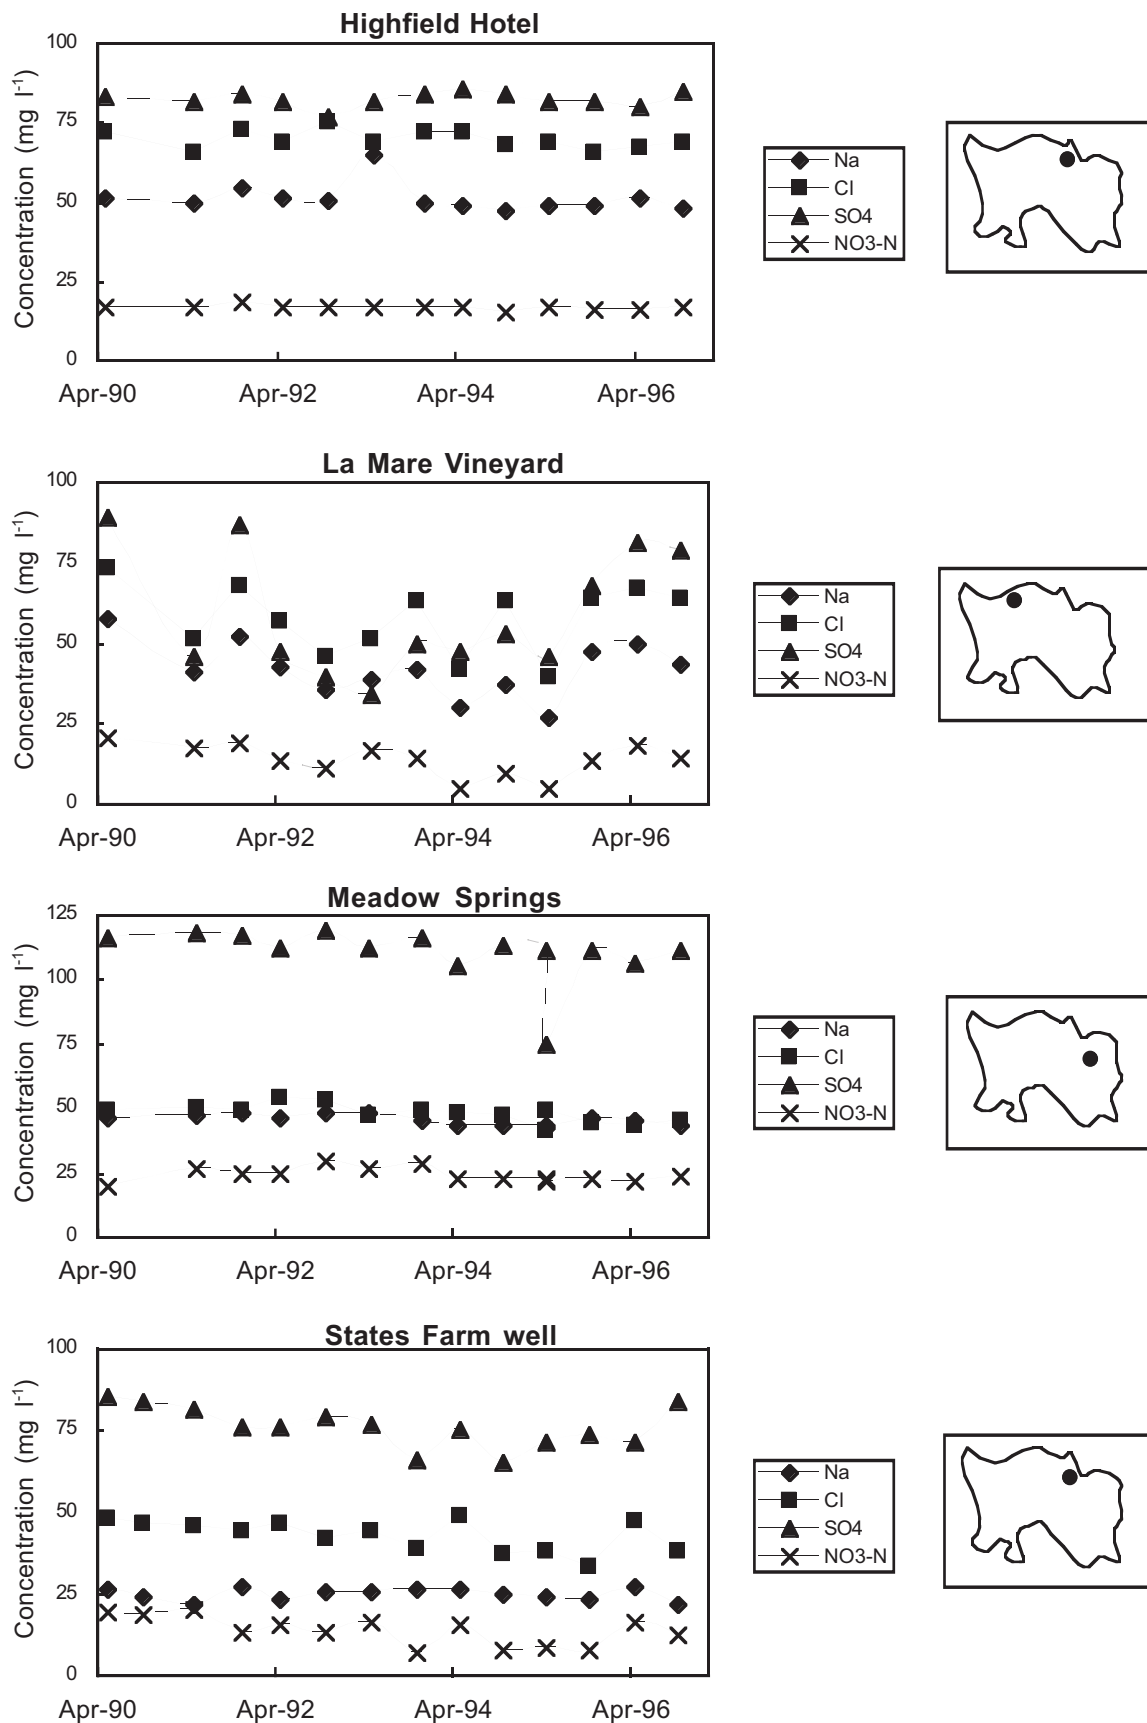 Highfield Hotel
Concentration (mg l-1)
100
75
50
25
0
Apr-90 Apr-92 Apr-94 Apr-96
Na
Cl
SO4
NO3-N
La Mare Vineyard
Concentration (mg l-1)
100
75
50
25
0
Apr-90 Apr-92 Apr-94 Apr-96
Na
Cl
SO4
NO3-N
Meadow Springs
Concentration (mg l-1)
125
100
75
50
25
0
Apr-90 Apr-92 Apr-94 Apr-96
Na
Cl
SO4
NO3-N
States Farm well
Concentration (mg l-1)
100
75
50
25
0
Apr-90 Apr-92 Apr-94 Apr-96
Na
Cl
SO4
NO3-N